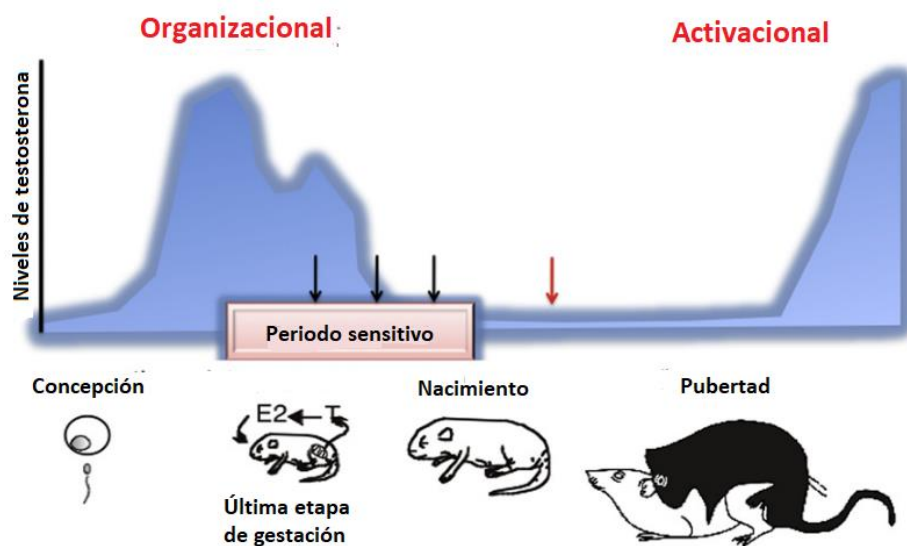 Organizacional
Activacional
Niveles de testosterona
Periodo sensitivo
Concepción
Nacimiento
Pubertad
E2 ← T
Última etapa
de gestación